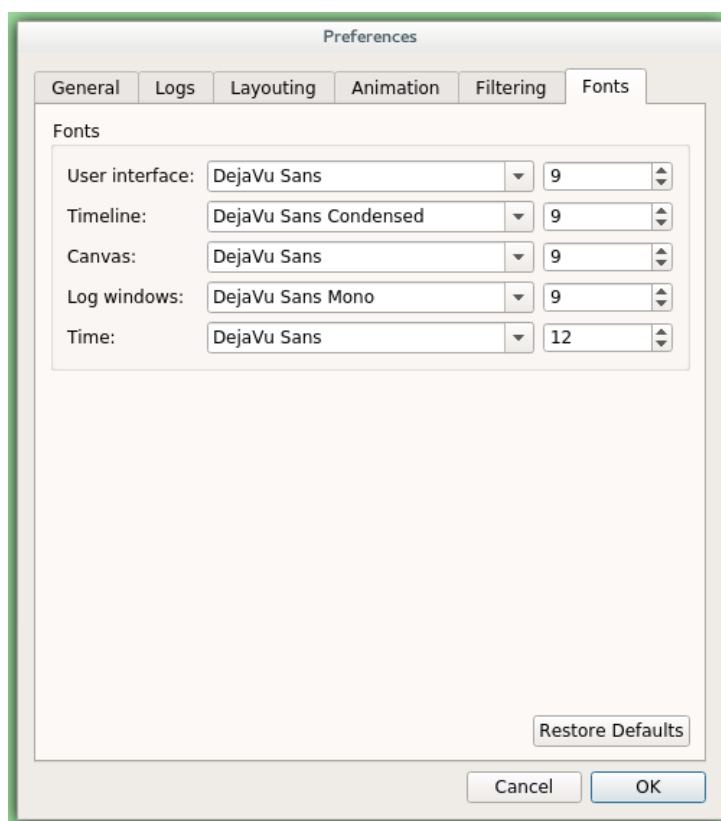 Preferences
General Logs Layouting Animation Filtering Fonts
Fonts
User interface: DejaVu Sans 9
Timeline: DejaVu Sans Condensed 9
Canvas: DejaVu Sans 9
Log windows: DejaVu Sans Mono 9
Time: DejaVu Sans 12
Restore Defaults
Cancel OK